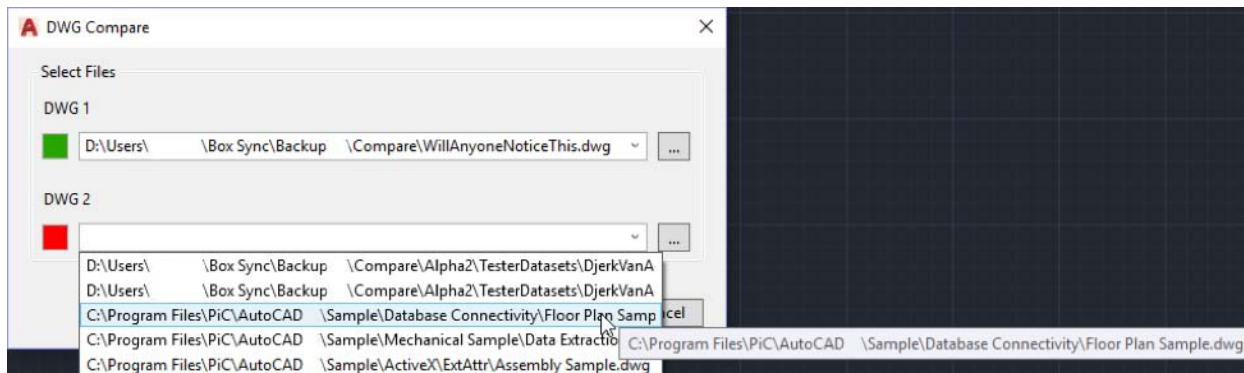 DWG Compare
Select Files
DWG 1
D:\Users\ \Box Sync\Backup \Compare\WillAnyoneNoticeThis.dwg ...
DWG 2
...
D:\Users\ \Box Sync\Backup \Compare\Alpha2\TesterDatasets\DjerkVanA
D:\Users\ \Box Sync\Backup \Compare\Alpha2\TesterDatasets\DjerkVanA
C:\Program Files\PiC\AutoCAD \Sample\Database Connectivity\Floor Plan Samp cel
C:\Program Files\PiC\AutoCAD \Sample\Mechanical Sample\Data Extractio
C:\Program Files\PiC\AutoCAD \Sample\Database Connectivity\Floor Plan Sample.dwg
C:\Program Files\PiC\AutoCAD \Sample\ActiveX\ExtAttr\Assembly Sample.dwg